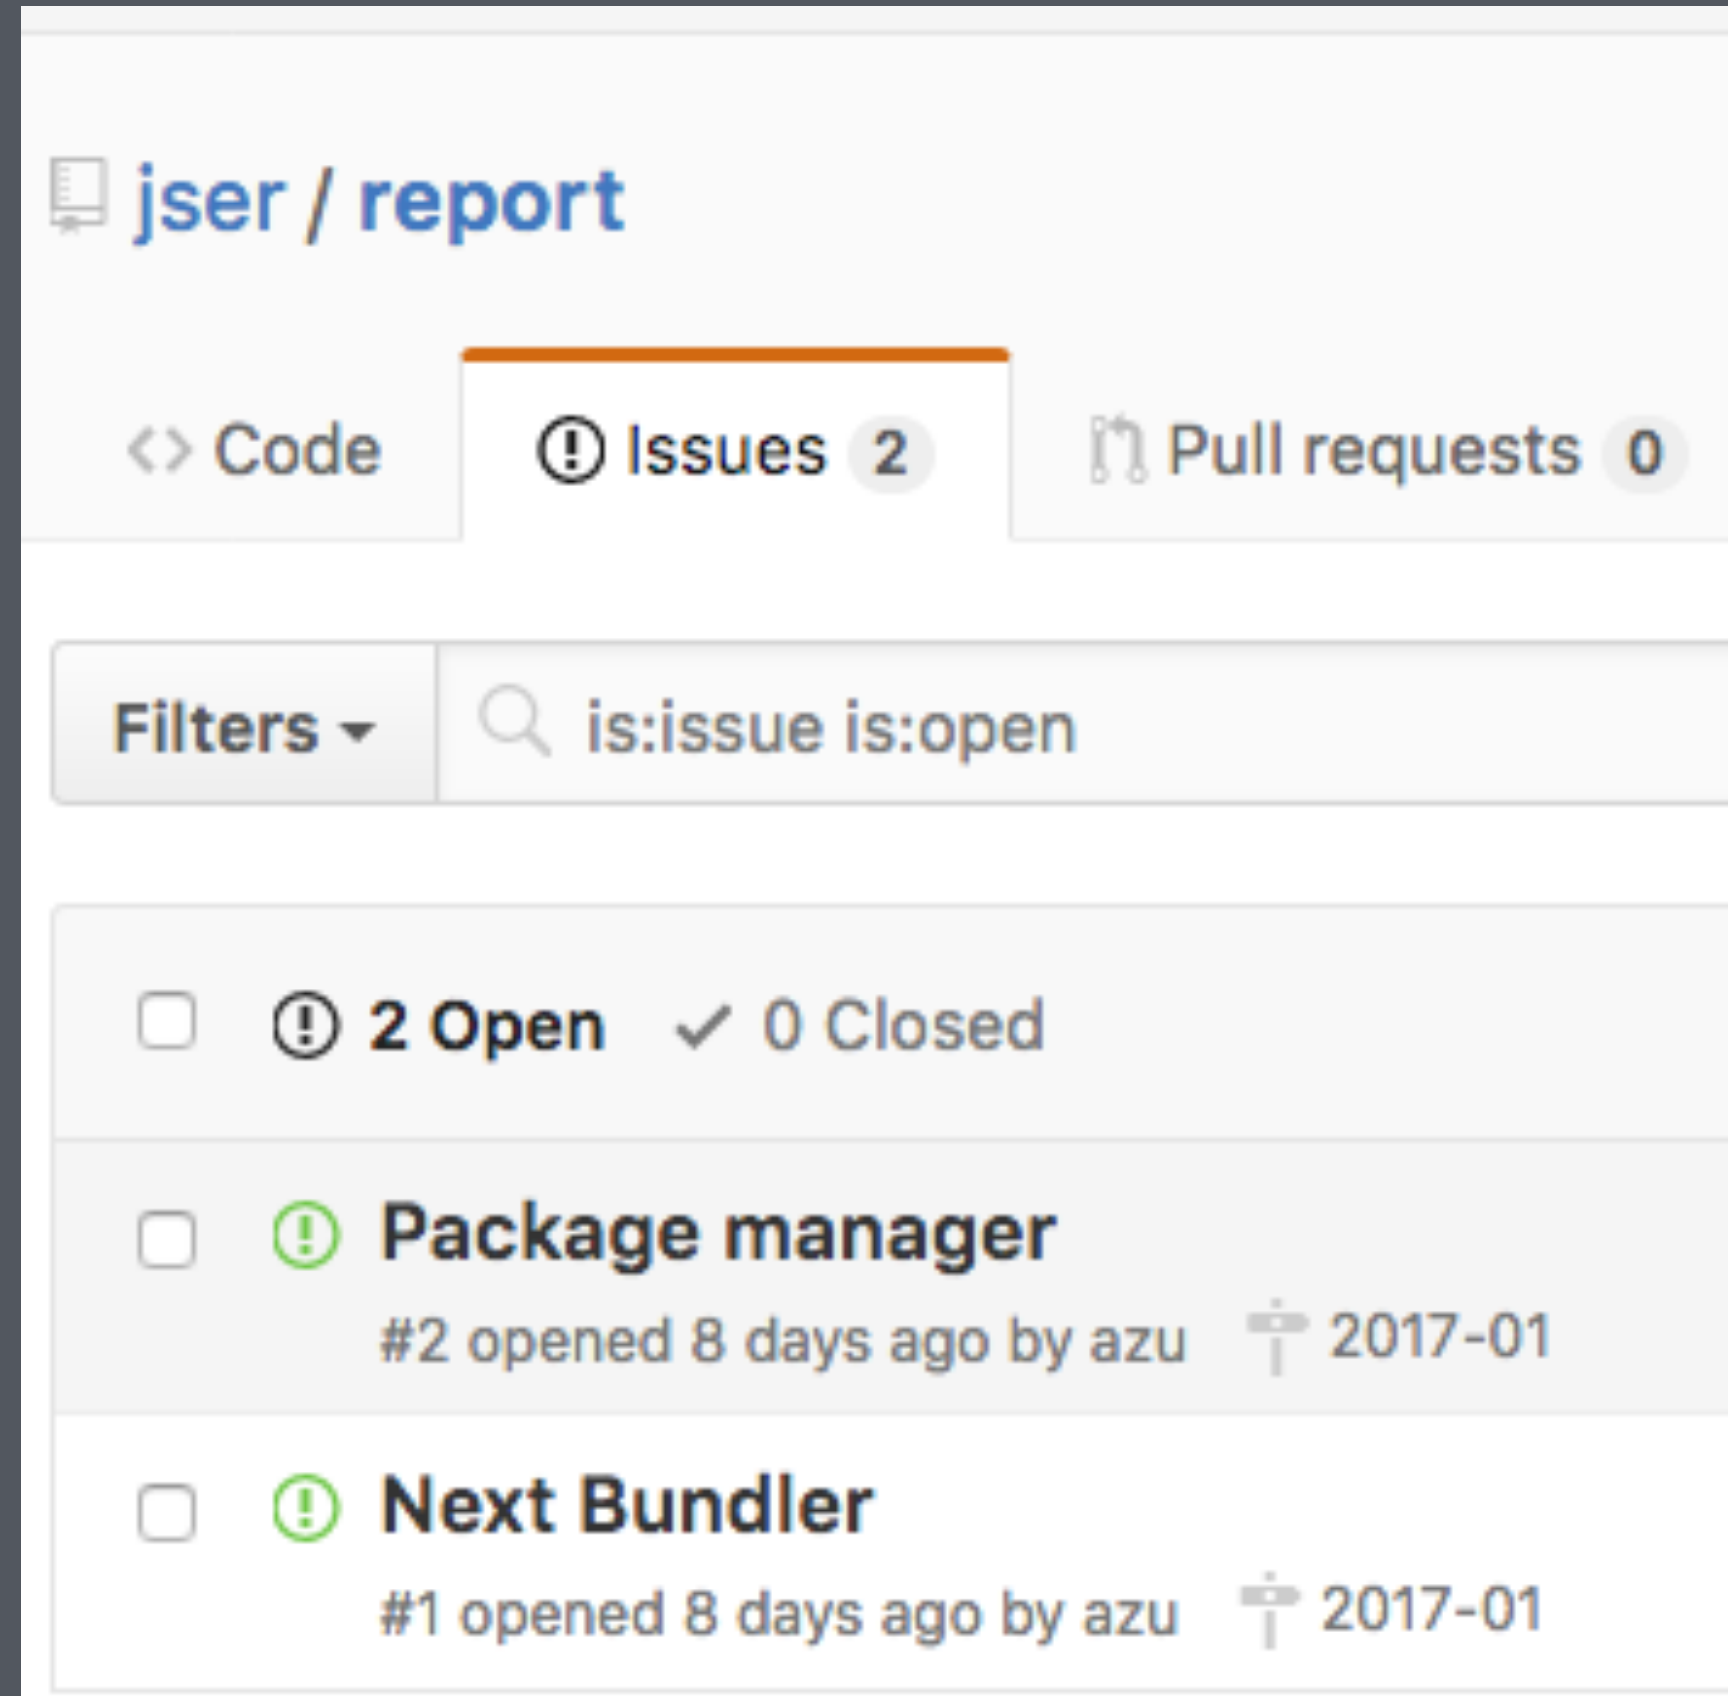 jser / report
Code Issues 2 Pull requests 0
Filters is:issue is:open
2 Open 0 Closed
Package manager
#2 opened 8 days ago by azu 2017-01
Next Bundler
#1 opened 8 days ago by azu 2017-01